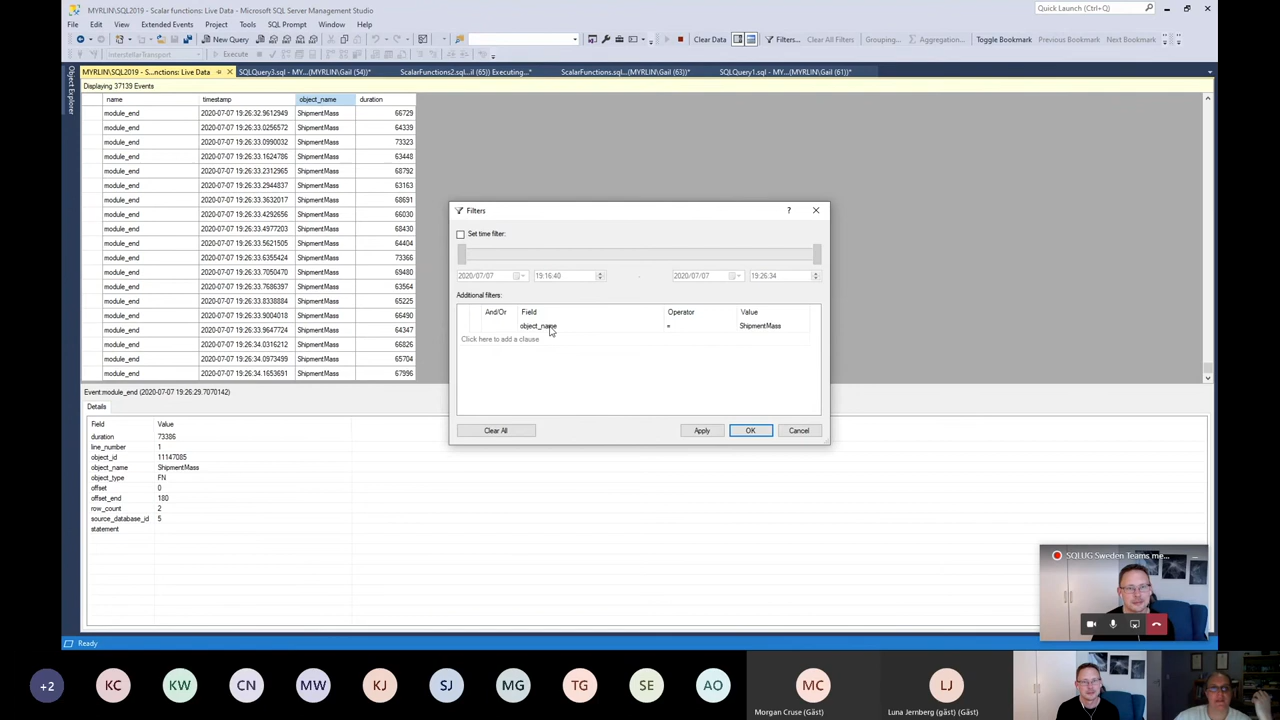 MYRLIN\SQL2019 - Scalar functions: Live Data - Microsoft SQL Server Management Studio
Quick Launch (Ctrl+Q)
File Edit View Extended Events Project Tools SQL Prompt Window Help
New Query
Clear Data
Filters...
Clear All Filters
Grouping...
Aggregation...
Toggle Bookmark
Previous Bookmark
Next Bookmark
InterstellarTransport
Execute
MYRLIN\SQL2019 - S...nctions: Live Data
SQLQuery3.sql - MY...(MYRLIN\Gail (54))*
ScalarFunctions2.sql...(65)) Executing...*
ScalarFunctions.sql...(MYRLIN\Gail (63))*
SQLQuery1.sql - MY...(MYRLIN\Gail (61))*
Object Explorer
Displaying 37139 Events
name timestamp object_name duration
module_end 2020-07-07 19:26:32.9612949 ShipmentMass 66729
module_end 2020-07-07 19:26:33.0256572 ShipmentMass 64339
module_end 2020-07-07 19:26:33.0990032 ShipmentMass 73323
module_end 2020-07-07 19:26:33.1624786 ShipmentMass 63448
module_end 2020-07-07 19:26:33.2312965 ShipmentMass 68792
module_end 2020-07-07 19:26:33.2944837 ShipmentMass 63163
module_end 2020-07-07 19:26:33.3632017 ShipmentMass 68691
module_end 2020-07-07 19:26:33.4292656 ShipmentMass 66030
module_end 2020-07-07 19:26:33.4977203 ShipmentMass 68430
module_end 2020-07-07 19:26:33.5621505 ShipmentMass 64404
module_end 2020-07-07 19:26:33.6355424 ShipmentMass 73366
module_end 2020-07-07 19:26:33.7050470 ShipmentMass 69480
module_end 2020-07-07 19:26:33.7686397 ShipmentMass 63564
module_end 2020-07-07 19:26:33.8338884 ShipmentMass 65225
module_end 2020-07-07 19:26:33.9004018 ShipmentMass 66490
module_end 2020-07-07 19:26:33.9647724 ShipmentMass 64347
module_end 2020-07-07 19:26:34.0316212 ShipmentMass 66826
module_end 2020-07-07 19:26:34.0973499 ShipmentMass 65704
module_end 2020-07-07 19:26:34.1653691 ShipmentMass 67996
Filters
?
Set time filter:
2020/07/07 19:16:40 - 2020/07/07 19:26:34
Additional filters:
And/Or Field Operator Value
object_name = ShipmentMass
Click here to add a clause
Clear All Apply OK Cancel
Event:module_end (2020-07-07 19:26:29.7070142)
Details
Field Value
duration 73386
line_number 1
object_id 11147085
object_name ShipmentMass
object_type FN
offset 0
offset_end 180
row_count 2
source_database_id 5
statement
SQLUG Sweden Teams me...
Ready
+2 KC KW CN MW KJ SJ MG TG SE AO MC LJ
Morgan Cruse (Gäst)
Luna Jernberg (gäst) (Gäst)